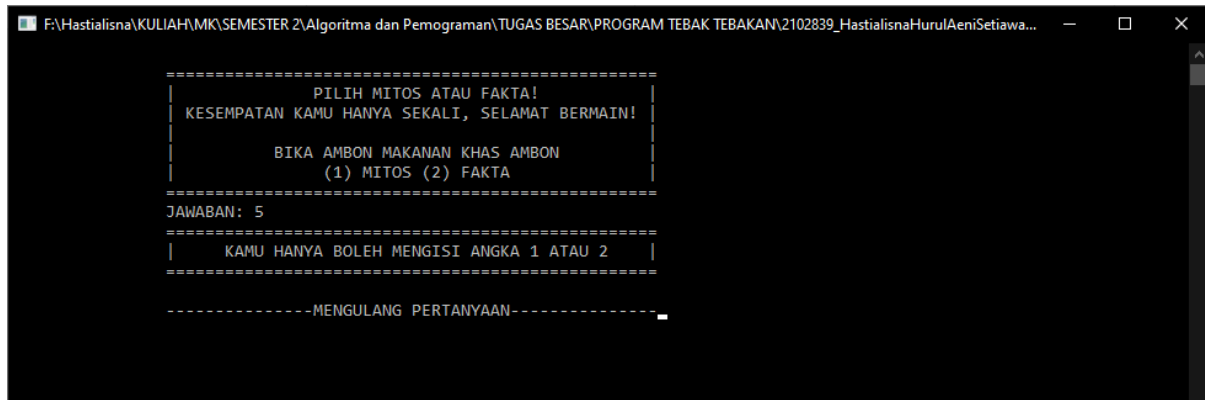 F:\Hastialisna\KULIAH\MK\SEMESTER 2\Algoritma dan Pemograman\TUGAS BESAR\PROGRAM TEBAK TEBAKAN\2102839_HastialisnaHurulAeniSetiawa...
==================================================
| PILIH MITOS ATAU FAKTA! |
| KESEMPATAN KAMU HANYA SEKALI, SELAMAT BERMAIN! |
| |
| BIKA AMBON MAKANAN KHAS AMBON |
| (1) MITOS (2) FAKTA |
==================================================
JAWABAN: 5
==================================================
| KAMU HANYA BOLEH MENGISI ANGKA 1 ATAU 2 |
==================================================
---------------MENGULANG PERTANYAAN---------------